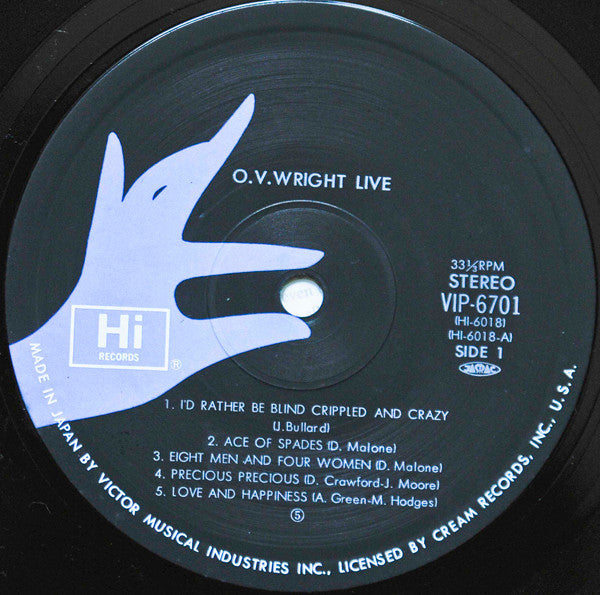 O.V.WRIGHT LIVE
33⅓RPM
STEREO
VIP-6701
(HI-6018)
(HI-6018-A)
SIDE 1
JASRAC
Hi
RECORDS
®
1. I'D RATHER BE BLIND CRIPPLED AND CRAZY
(J.Bullard)
2. ACE OF SPADES (D. Malone)
3. EIGHT MEN AND FOUR WOMEN (D. Malone)
4. PRECIOUS PRECIOUS (D. Crawford-J. Moore)
5. LOVE AND HAPPINESS (A. Green-M. Hodges)
⑤
MADE IN JAPAN BY VICTOR MUSICAL INDUSTRIES INC., LICENSED BY CREAM RECORDS, INC., U.S.A.